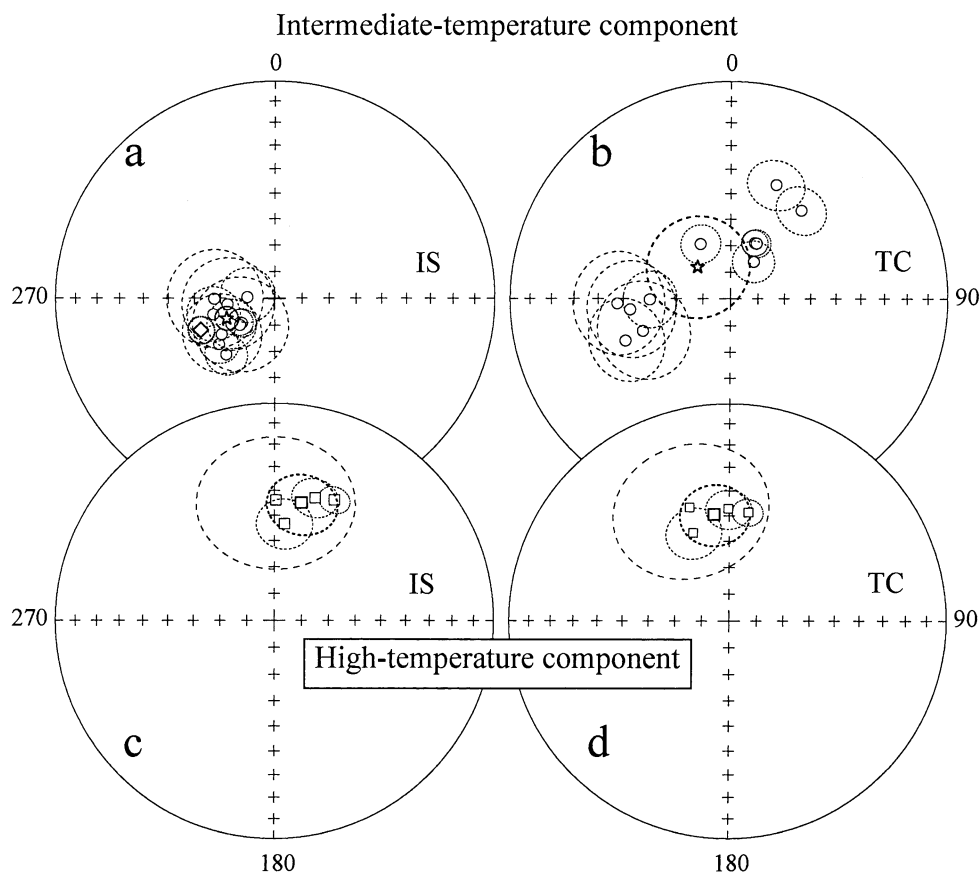 Intermediate-temperature component
0
0
a
b
IS
TC
270
90
IS
TC
270
90
High-temperature component
c
d
180
180